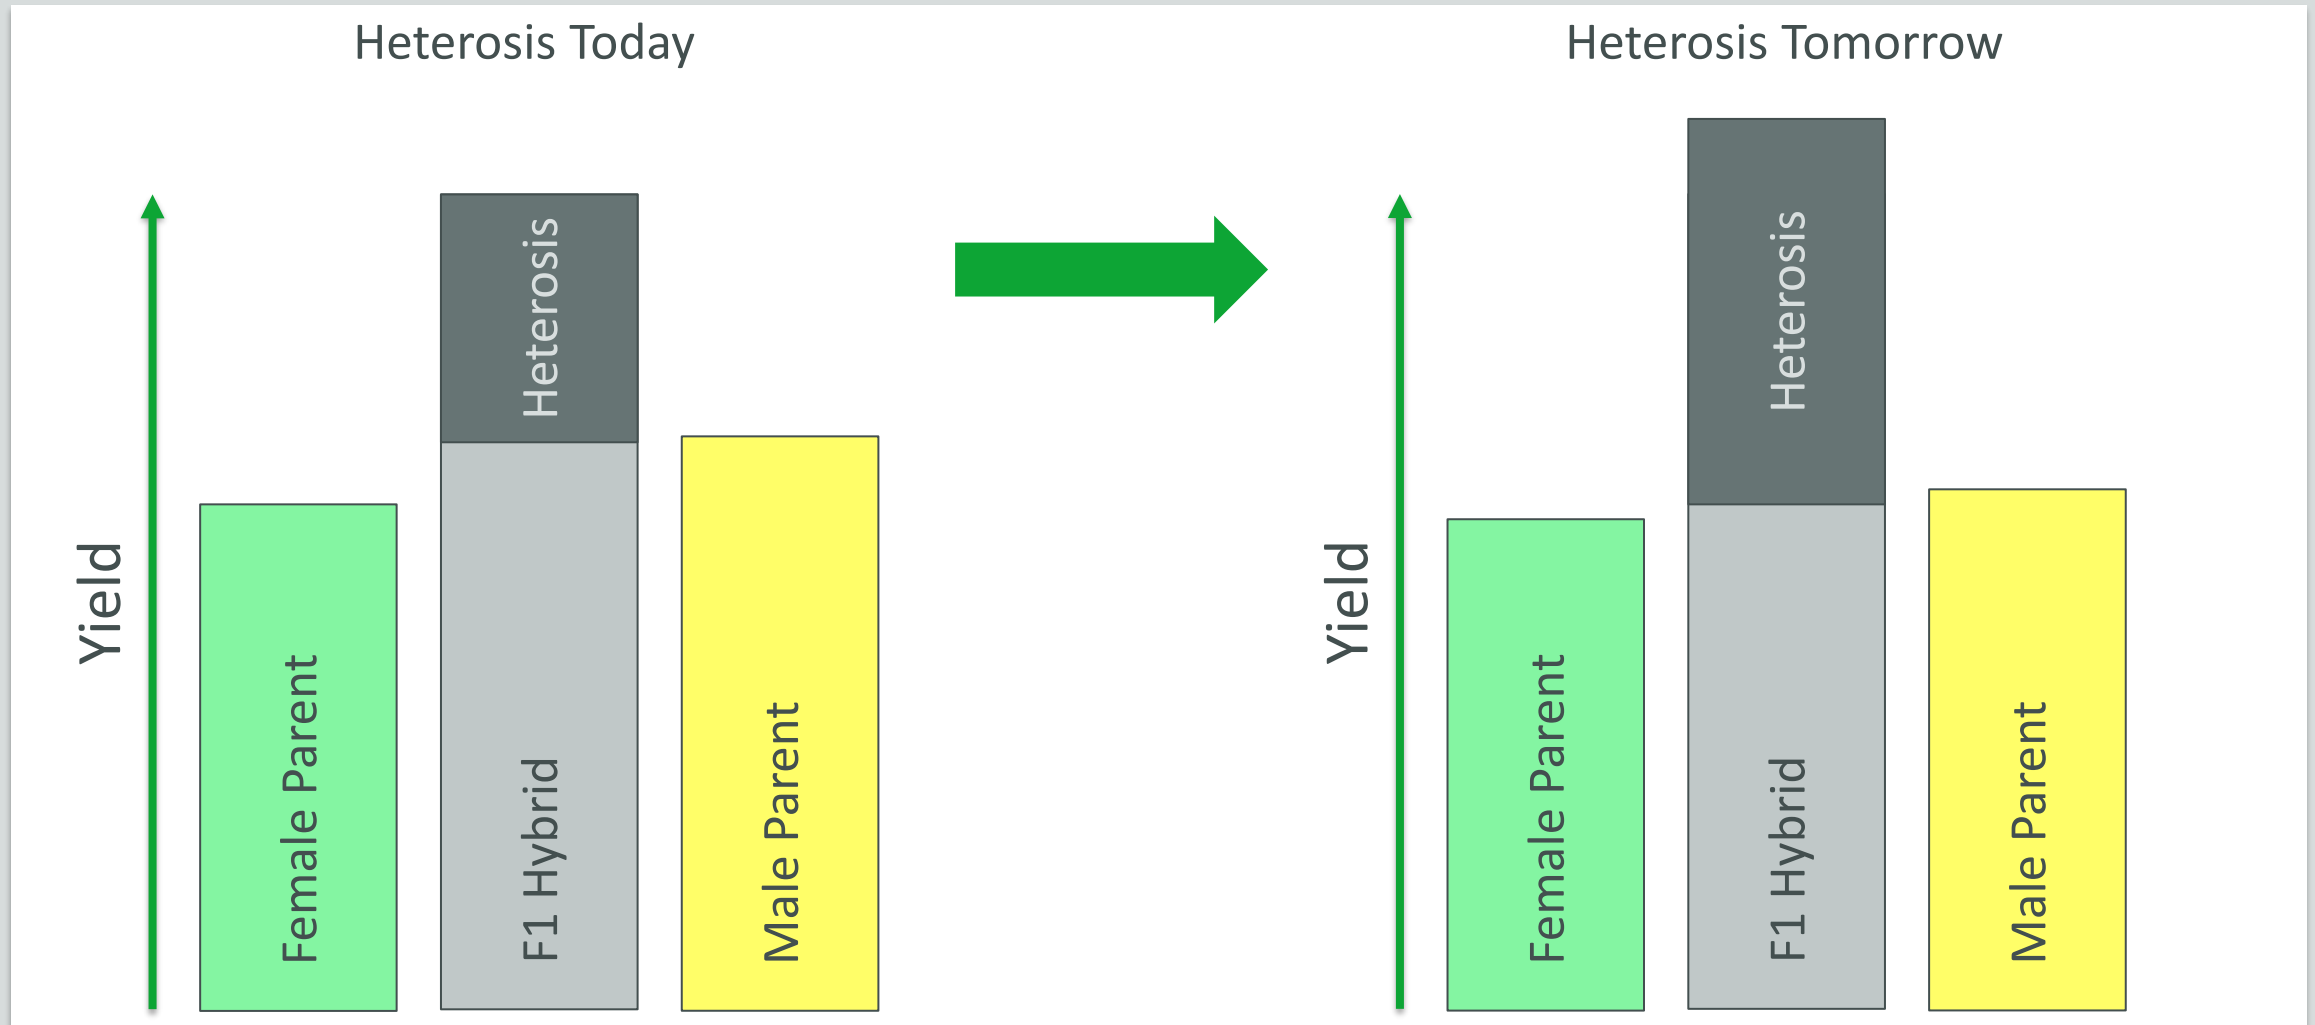 Heterosis Today
Yield
Female Parent
Heterosis
F1 Hybrid
Male Parent
Heterosis Tomorrow
Yield
Female Parent
Heterosis
F1 Hybrid
Male Parent